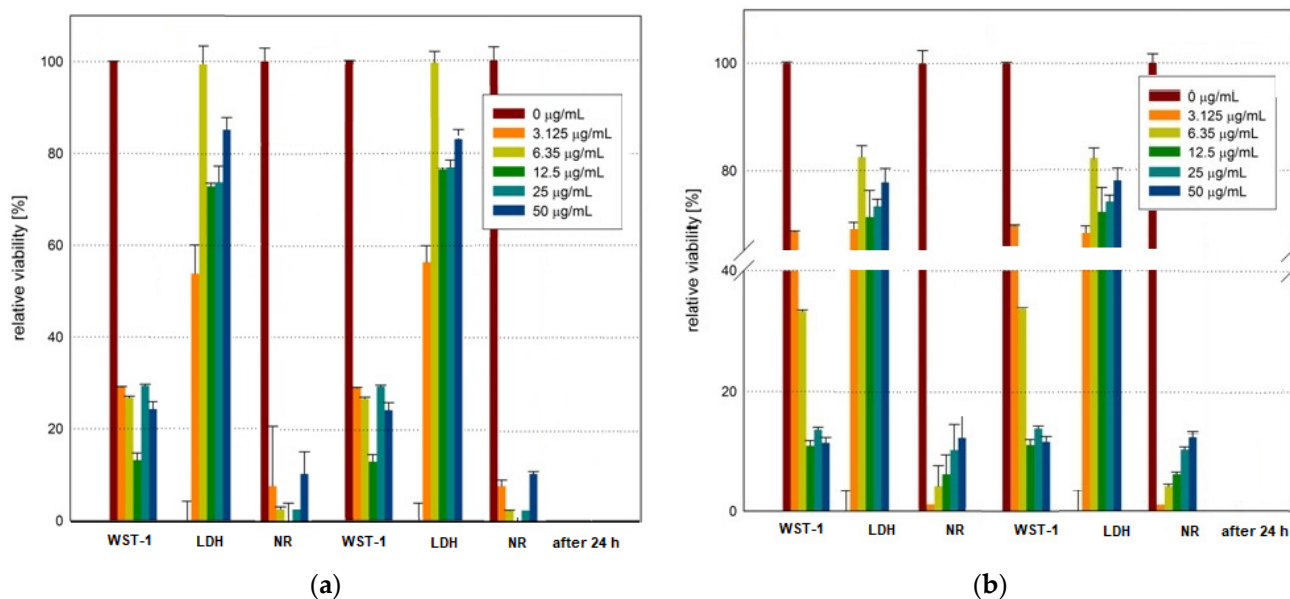 relative viability [%]
100
80
60
40
20
0
0 μg/mL
3.125 μg/mL
6.35 μg/mL
12.5 μg/mL
25 μg/mL
50 μg/mL
WST-1 LDH NR WST-1 LDH NR after 24 h
(a)
relative viability [%]
100
80
40
20
0
0 μg/mL
3.125 μg/mL
6.35 μg/mL
12.5 μg/mL
25 μg/mL
50 μg/mL
WST-1 LDH NR WST-1 LDH NR after 24 h
(b)